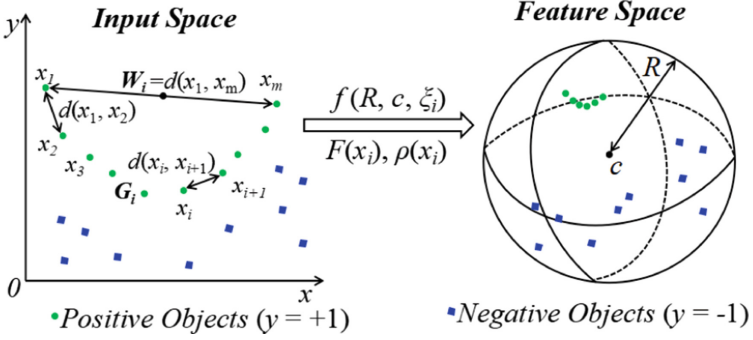 Input Space
Feature Space
y
x₁
Wᵢ=d(x₁, xₘ)
xₘ
d(x₁, x₂)
x₂
x₃
d(xᵢ, xᵢ₊₁)
Gᵢ
xᵢ
xᵢ₊₁
0
x
f(R, c, ξᵢ)
F(xᵢ), ρ(xᵢ)
R
c
Positive Objects (y = +1)
Negative Objects (y = -1)